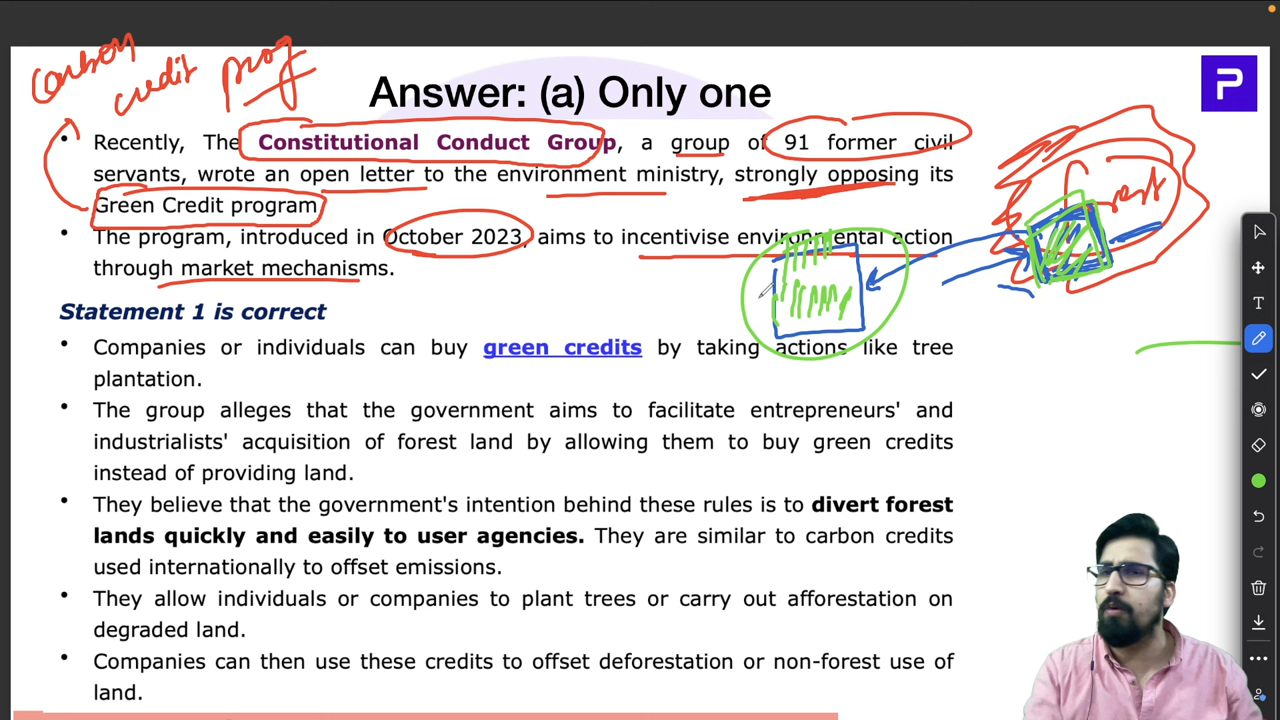 carbon credit prog
Answer: (a) Only one
P
• Recently, The Constitutional Conduct Group, a group of 91 former civil
servants, wrote an open letter to the environment ministry, strongly opposing its
Green Credit program
• The program, introduced in October 2023, aims to incentivise environmental action
through market mechanisms.
forest
Statement 1 is correct
• Companies or individuals can buy green credits by taking actions like tree
plantation.
• The group alleges that the government aims to facilitate entrepreneurs' and
industrialists' acquisition of forest land by allowing them to buy green credits
instead of providing land.
• They believe that the government's intention behind these rules is to divert forest
lands quickly and easily to user agencies. They are similar to carbon credits
used internationally to offset emissions.
• They allow individuals or companies to plant trees or carry out afforestation on
degraded land.
• Companies can then use these credits to offset deforestation or non-forest use of
land.
T